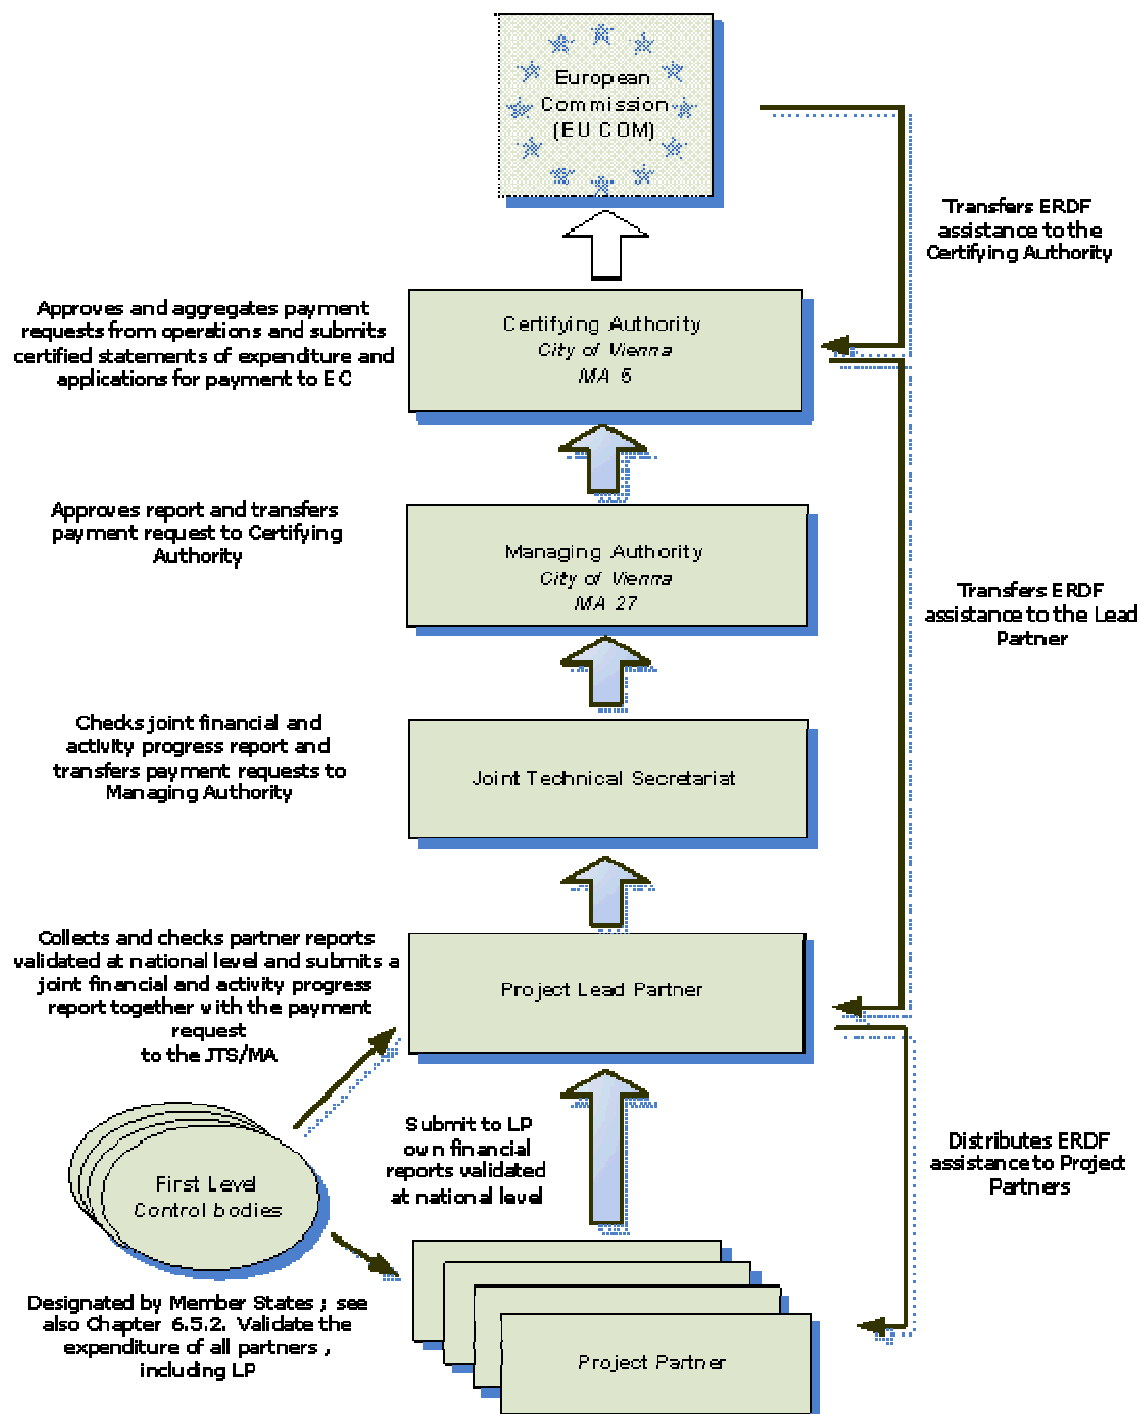 European
Commission
(EU COM)
Transfers ERDF
assistance to the
Certifying Authority
Approves and aggregates payment
requests from operations and submits
certified statements of expenditure and
applications for payment to EC
Certifying Authority
City of Vienna
MA 6
Approves report and transfers
payment request to Certifying
Authority
Managing Authority
City of Vienna
MA 27
Transfers ERDF
assistance to the Lead
Partner
Checks joint financial and
activity progress report and
transfers payment requests to
Managing Authority
Joint Technical Secretariat
Collects and checks partner reports
validated at national level and submits a
joint financial and activity progress
report together with the payment
request
to the JTS/MA
Project Lead Partner
Submit to LP
own financial
reports validated
at national level
Distributes ERDF
assistance to Project
Partners
First Level
Control bodies
Designated by Member States ; see
also Chapter 6.5.2. Validate the
expenditure of all partners ,
including LP
Project Partner